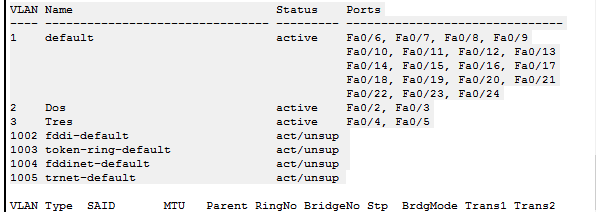 VLAN Name                             Status    Ports
---- -------------------------------- --------- -------------------------------
1    default                          active    Fa0/6, Fa0/7, Fa0/8, Fa0/9
                                                Fa0/10, Fa0/11, Fa0/12, Fa0/13
                                                Fa0/14, Fa0/15, Fa0/16, Fa0/17
                                                Fa0/18, Fa0/19, Fa0/20, Fa0/21
                                                Fa0/22, Fa0/23, Fa0/24
2    Dos                              active    Fa0/2, Fa0/3
3    Tres                             active    Fa0/4, Fa0/5
1002 fddi-default                     act/unsup
1003 token-ring-default               act/unsup
1004 fddinet-default                  act/unsup
1005 trnet-default                    act/unsup
VLAN Type  SAID       MTU   Parent RingNo BridgeNo Stp  BrdgMode Trans1 Trans2